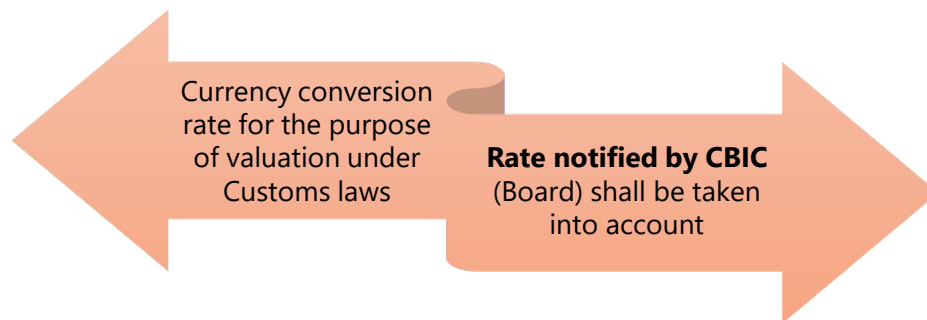 Currency conversion
rate for the purpose
of valuation under
Customs laws
Rate notified by CBIC
(Board) shall be taken
into account